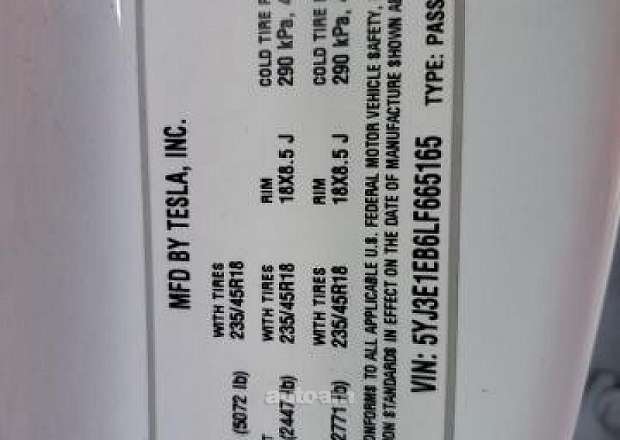 MFD BY TESLA, INC.
(5072 lb) WITH TIRES 235/45R18 RIM 18X8.5 J COLD TIRE 290 kPa,
(2447 lb) WITH TIRES 235/45R18 RIM 18X8.5 J COLD TIRE 290 kPa,
2771 lb) WITH TIRES 235/45R18
CONFORMS TO ALL APPLICABLE U.S. FEDERAL MOTOR VEHICLE SAFETY,
ON STANDARDS IN EFFECT ON THE DATE OF MANUFACTURE SHOWN
VIN: 5YJ3E1EB6LF665165 TYPE: PASS